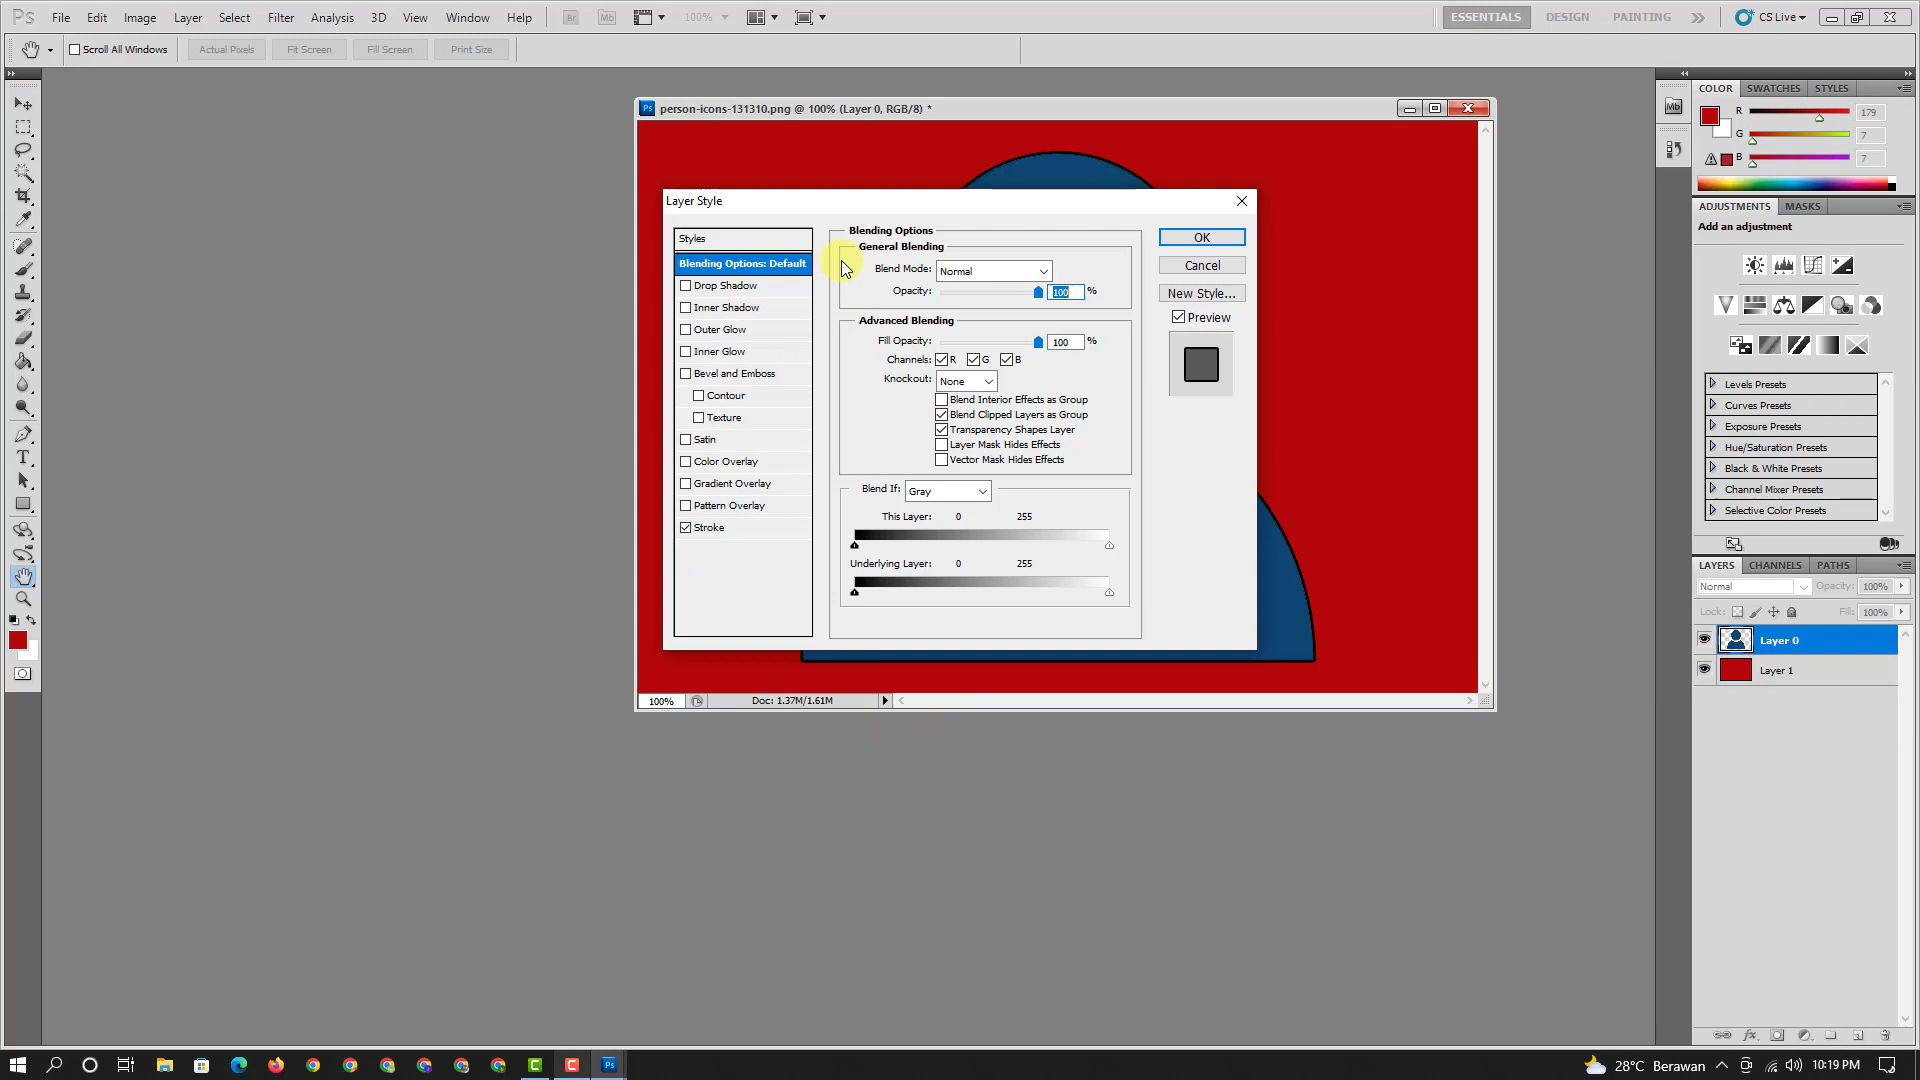 Ps File Edit Image Layer Select Filter Analysis 3D View Window Help Br Mb 100% ESSENTIALS DESIGN PAINTING CS Live
Scroll All Windows Actual Pixels Fit Screen Fill Screen Print Size
person-icons-131310.png @ 100% (Layer 0, RGB/8) *
Layer Style
Styles
Blending Options: Default
Drop Shadow
Inner Shadow
Outer Glow
Inner Glow
Bevel and Emboss
Contour
Texture
Satin
Color Overlay
Gradient Overlay
Pattern Overlay
Stroke
Blending Options
General Blending
Blend Mode: Normal
Opacity: 100 %
Advanced Blending
Fill Opacity: 100 %
Channels: R G B
Knockout: None
Blend Interior Effects as Group
Blend Clipped Layers as Group
Transparency Shapes Layer
Layer Mask Hides Effects
Vector Mask Hides Effects
Blend If: Gray
This Layer: 0 255
Underlying Layer: 0 255
OK
Cancel
New Style...
Preview
100% Doc: 1.37M/1.61M
Mb
COLOR SWATCHES STYLES
R 179
G 7
B 7
ADJUSTMENTS MASKS
Add an adjustment
Levels Presets
Curves Presets
Exposure Presets
Hue/Saturation Presets
Black & White Presets
Channel Mixer Presets
Selective Color Presets
LAYERS CHANNELS PATHS
Normal Opacity: 100%
Lock: Fill: 100%
Layer 0
Layer 1
28°C Berawan 10:19 PM